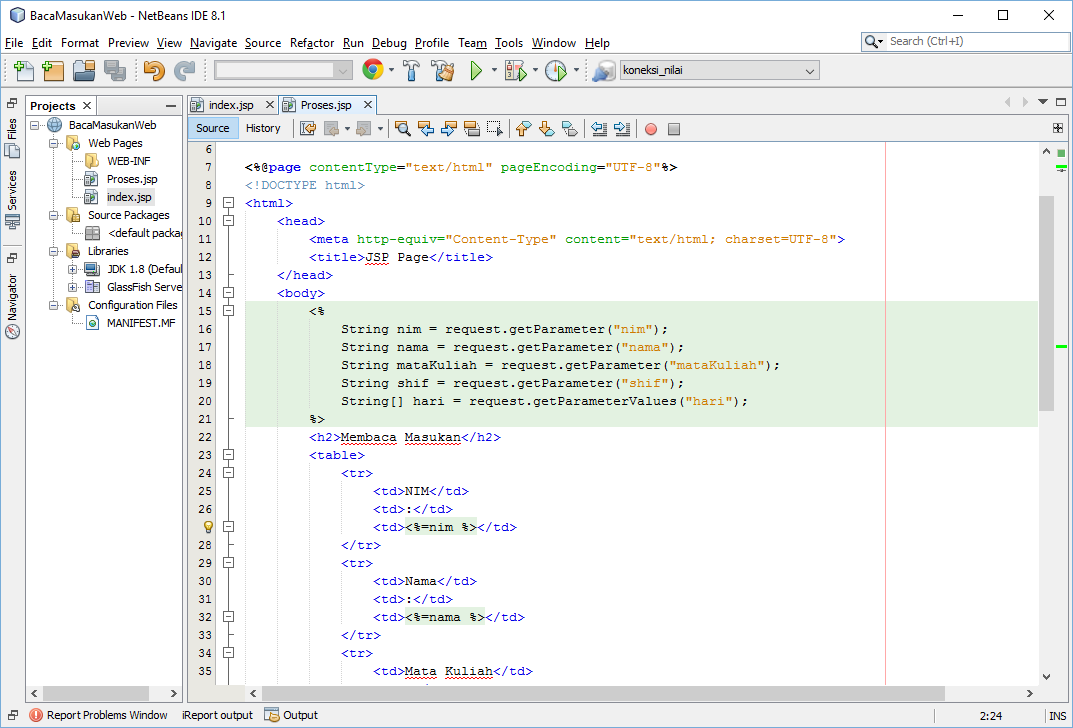 BacaMasukanWeb - NetBeans IDE 8.1
File Edit Format Preview View Navigate Source Refactor Run Debug Profile Team Tools Window Help
Search (Ctrl+I)
koneksi_nilai
Files
Services
Navigator
Projects
BacaMasukanWeb
Web Pages
WEB-INF
Proses.jsp
index.jsp
Source Packages
<default packag
Libraries
JDK 1.8 (Defaul
GlassFish Serve
Configuration Files
MANIFEST.MF
index.jsp
Proses.jsp
Source History
6
7 <%@page contentType="text/html" pageEncoding="UTF-8"%>
8 <!DOCTYPE html>
9 <html>
10 <head>
11 <meta http-equiv="Content-Type" content="text/html; charset=UTF-8">
12 <title>JSP Page</title>
13 </head>
14 <body>
15 <%
16 String nim = request.getParameter("nim");
17 String nama = request.getParameter("nama");
18 String mataKuliah = request.getParameter("mataKuliah");
19 String shif = request.getParameter("shif");
20 String[] hari = request.getParameterValues("hari");
21 %>
22 <h2>Membaca Masukan</h2>
23 <table>
24 <tr>
25 <td>NIM</td>
26 <td>:</td>
<td><%=nim %></td>
28 </tr>
29 <tr>
30 <td>Nama</td>
31 <td>:</td>
32 <td><%=nama %></td>
33 </tr>
34 <tr>
35 <td>Mata Kuliah</td>
Report Problems Window iReport output Output
2:24 INS